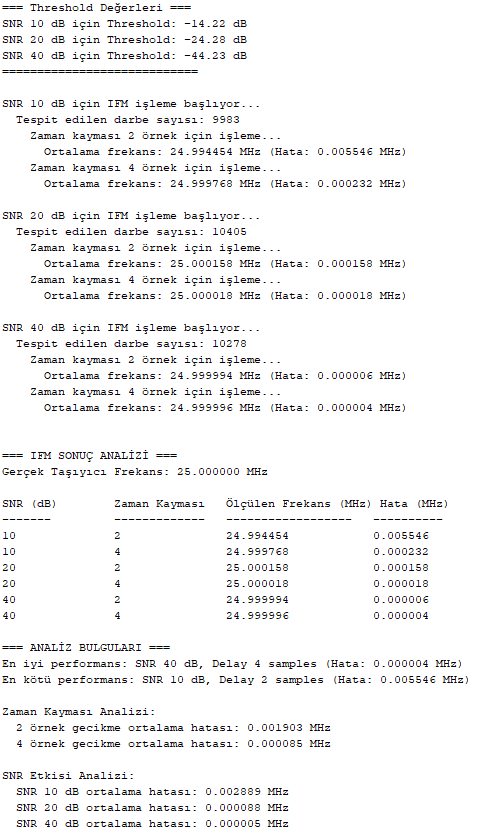 === Threshold Değerleri ===
SNR 10 dB için Threshold: -14.22 dB
SNR 20 dB için Threshold: -24.28 dB
SNR 40 dB için Threshold: -44.23 dB
============================
SNR 10 dB için IFM işleme başlıyor...
Tespit edilen darbe sayısı: 9983
Zaman kayması 2 örnek için işleme...
Ortalama frekans: 24.994454 MHz (Hata: 0.005546 MHz)
Zaman kayması 4 örnek için işleme...
Ortalama frekans: 24.999768 MHz (Hata: 0.000232 MHz)
SNR 20 dB için IFM işleme başlıyor...
Tespit edilen darbe sayısı: 10405
Zaman kayması 2 örnek için işleme...
Ortalama frekans: 25.000158 MHz (Hata: 0.000158 MHz)
Zaman kayması 4 örnek için işleme...
Ortalama frekans: 25.000018 MHz (Hata: 0.000018 MHz)
SNR 40 dB için IFM işleme başlıyor...
Tespit edilen darbe sayısı: 10278
Zaman kayması 2 örnek için işleme...
Ortalama frekans: 24.999994 MHz (Hata: 0.000006 MHz)
Zaman kayması 4 örnek için işleme...
Ortalama frekans: 24.999996 MHz (Hata: 0.000004 MHz)
=== IFM SONUÇ ANALİZİ ===
Gerçek Taşıyıcı Frekans: 25.000000 MHz
SNR (dB) Zaman Kayması Ölçülen Frekans (MHz) Hata (MHz)
------- ------------- ------------------ ----------
10 2 24.994454 0.005546
10 4 24.999768 0.000232
20 2 25.000158 0.000158
20 4 25.000018 0.000018
40 2 24.999994 0.000006
40 4 24.999996 0.000004
=== ANALİZ BULGULARI ===
En iyi performans: SNR 40 dB, Delay 4 samples (Hata: 0.000004 MHz)
En kötü performans: SNR 10 dB, Delay 2 samples (Hata: 0.005546 MHz)
Zaman Kayması Analizi:
2 örnek gecikme ortalama hatası: 0.001903 MHz
4 örnek gecikme ortalama hatası: 0.000085 MHz
SNR Etkisi Analizi:
SNR 10 dB ortalama hatası: 0.002889 MHz
SNR 20 dB ortalama hatası: 0.000088 MHz
SNR 40 dB ortalama hatası: 0.000005 MHz